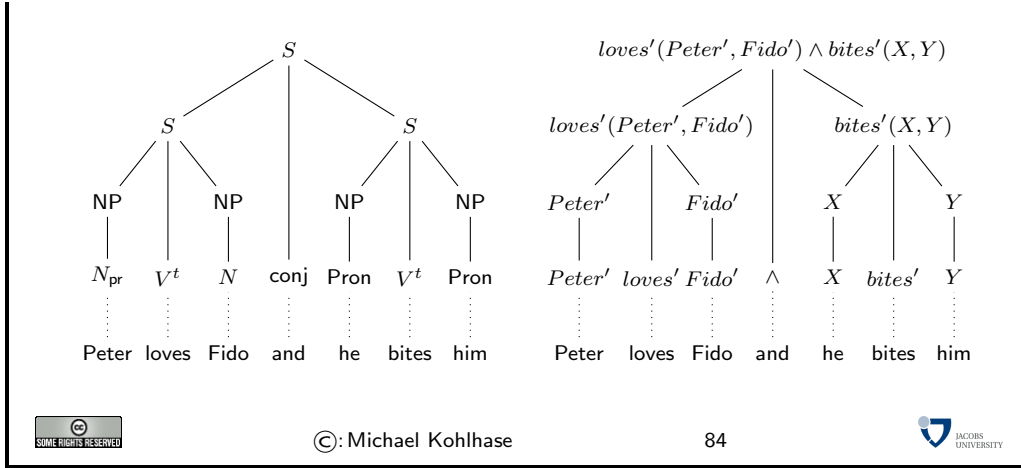 S loves′(Peter′, Fido′) ∧ bites′(X, Y)
S S loves′(Peter′, Fido′) bites′(X, Y)
NP NP NP NP Peter′ Fido′ X Y
N_pr V^t N conj Pron V^t Pron Peter′ loves′ Fido′ ∧ X bites′ Y
Peter loves Fido and he bites him Peter loves Fido and he bites him
cc
SOME RIGHTS RESERVED
©: Michael Kohlhase 84
JACOBS
UNIVERSITY